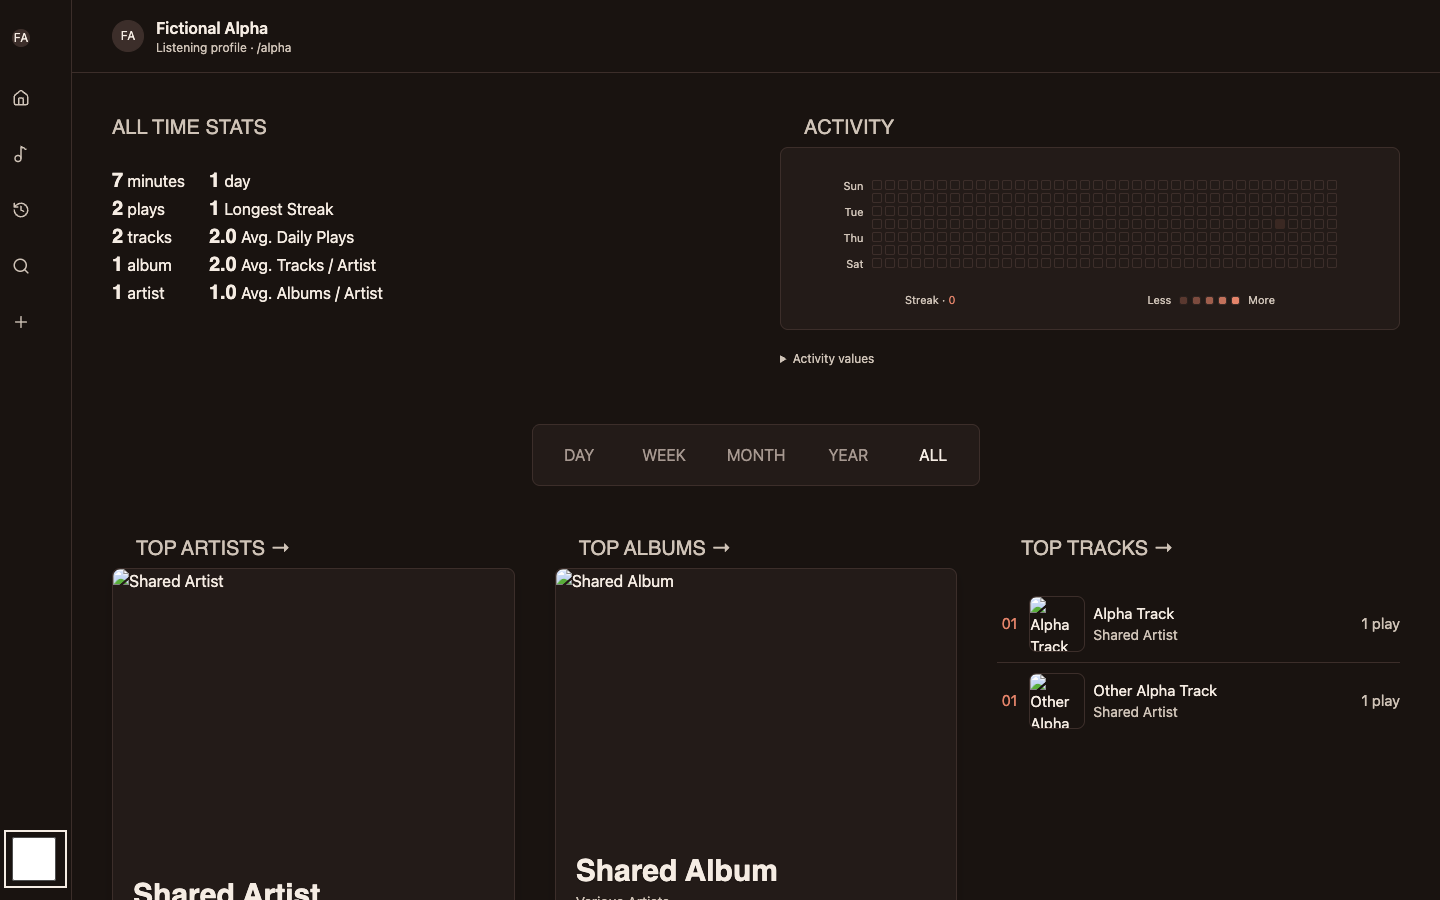 FA
FA
Fictional Alpha
Listening profile · /alpha
ALL TIME STATS
7 minutes
1 day
2 plays
1 Longest Streak
2 tracks
2.0 Avg. Daily Plays
1 album
2.0 Avg. Tracks / Artist
1 artist
1.0 Avg. Albums / Artist
ACTIVITY
Sun
Tue
Thu
Sat
Streak · 0
Less
More
Activity values
DAY
WEEK
MONTH
YEAR
ALL
TOP ARTISTS →
Shared Artist
Shared Artist
TOP ALBUMS →
Shared Album
Shared Album
Various Artists
TOP TRACKS →
01
Alpha
Track
Alpha Track
Shared Artist
1 play
01
Other
Alpha
Other Alpha Track
Shared Artist
1 play